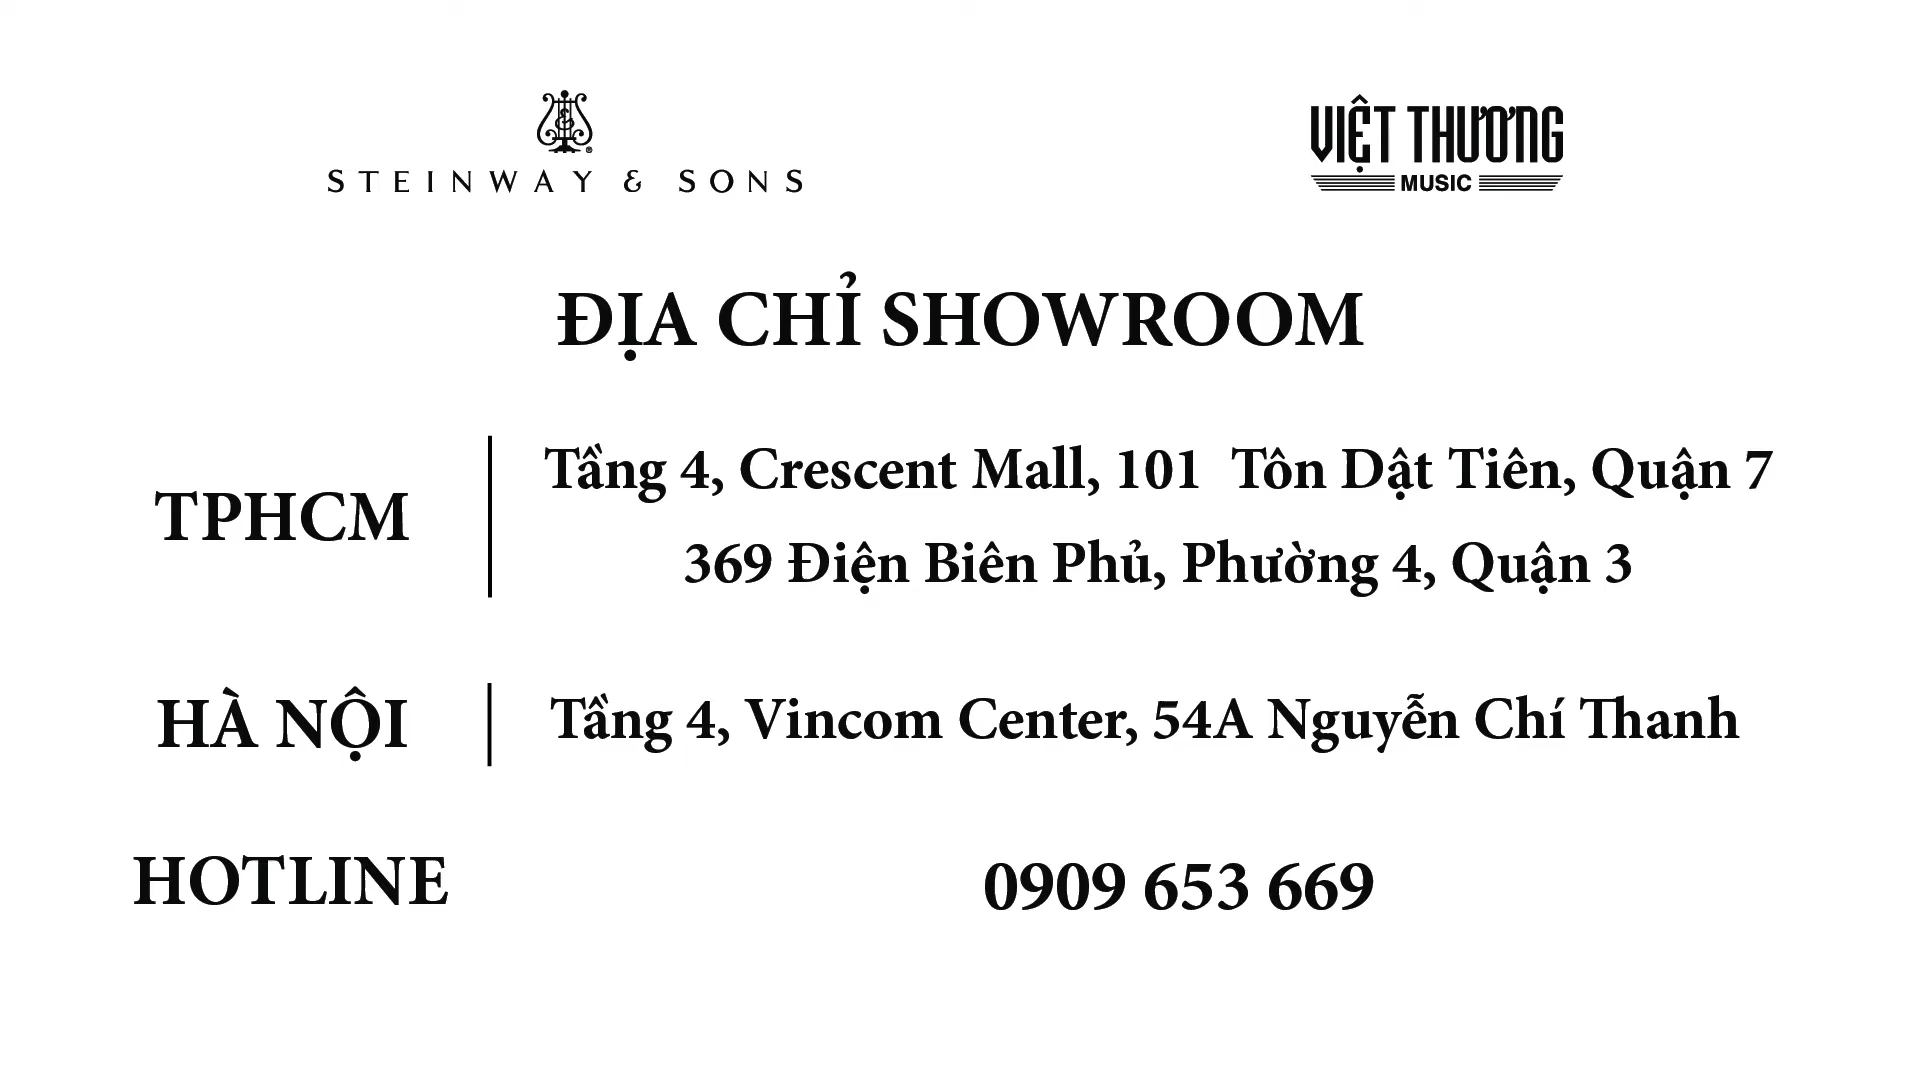 STEINWAY & SONS
VIỆT THƯƠNG
MUSIC
ĐỊA CHỈ SHOWROOM
TPHCM
Tầng 4, Crescent Mall, 101 Tôn Dật Tiên, Quận 7
369 Điện Biên Phủ, Phường 4, Quận 3
HÀ NỘI
Tầng 4, Vincom Center, 54A Nguyễn Chí Thanh
HOTLINE
0909 653 669